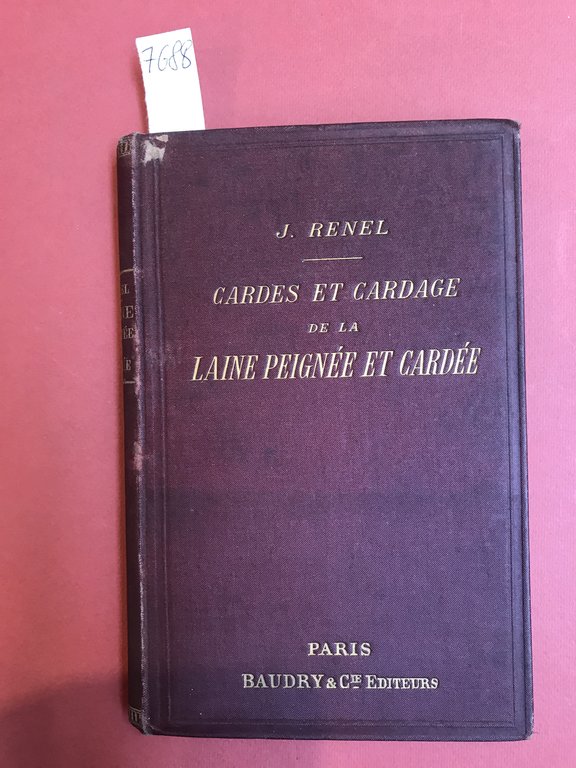 7688
J. RENEL
CARDES ET CARDAGE
DE LA
LAINE PEIGNÉE ET CARDÉE
PARIS
BAUDRY & CIE EDITEURS